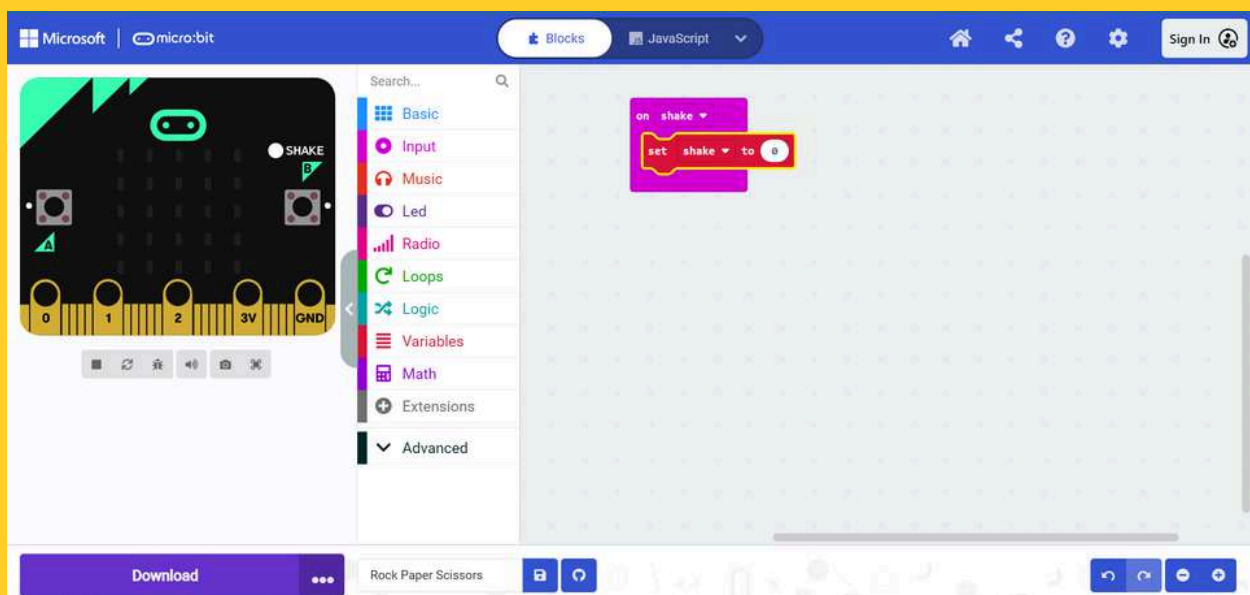 Microsoft | micro:bit
Blocks
JavaScript
Sign In
Search...
Basic
Input
Music
Led
Radio
Loops
Logic
Variables
Math
Extensions
Advanced
SHAKE
B
A
0 1 2 3V GND
on shake
set shake to 0
Download
Rock Paper Scissors